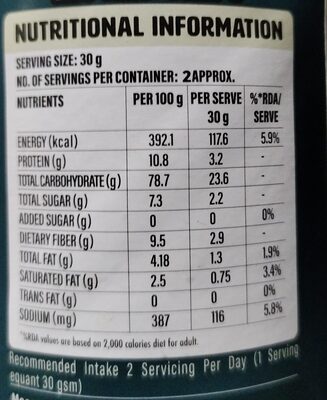 NUTRITIONAL INFORMATION
SERVING SIZE: 30 g
NO. OF SERVINGS PER CONTAINER: 2APPROX.
NUTRIENTS PER 100 g PER SERVE 30 g %*RDA/ SERVE
ENERGY (kcal) 392.1 117.6 5.9%
PROTEIN (g) 10.8 3.2 -
TOTAL CARBOHYDRATE (g) 78.7 23.6 -
TOTAL SUGAR (g) 7.3 2.2 -
ADDED SUGAR (g) 0 0 0%
DIETARY FIBER (g) 9.5 2.9 -
TOTAL FAT (g) 4.18 1.3 1.9%
SATURATED FAT (g) 2.5 0.75 3.4%
TRANS FAT (g) 0 0 0%
SODIUM (mg) 387 116 5.8%
*%RDA values are based on 2,000 calories diet for adult.
Recommended Intake 2 Servicing Per Day (1 Serving
equant 30 gsm)